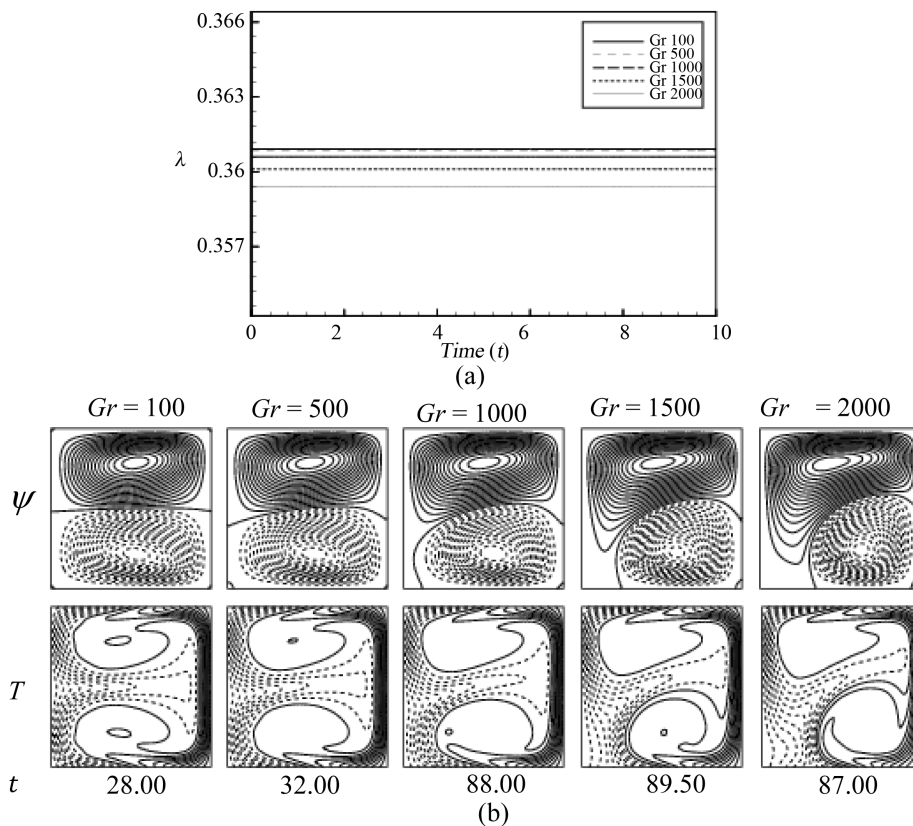 0.366
0.363
λ
0.36
0.357
Gr 100
Gr 500
Gr 1000
Gr 1500
Gr 2000
0 2 4 6 8 10
Time (t)
(a)
Gr = 100 Gr = 500 Gr = 1000 Gr = 1500 Gr = 2000
ψ
T
t 28.00 32.00 88.00 89.50 87.00
(b)